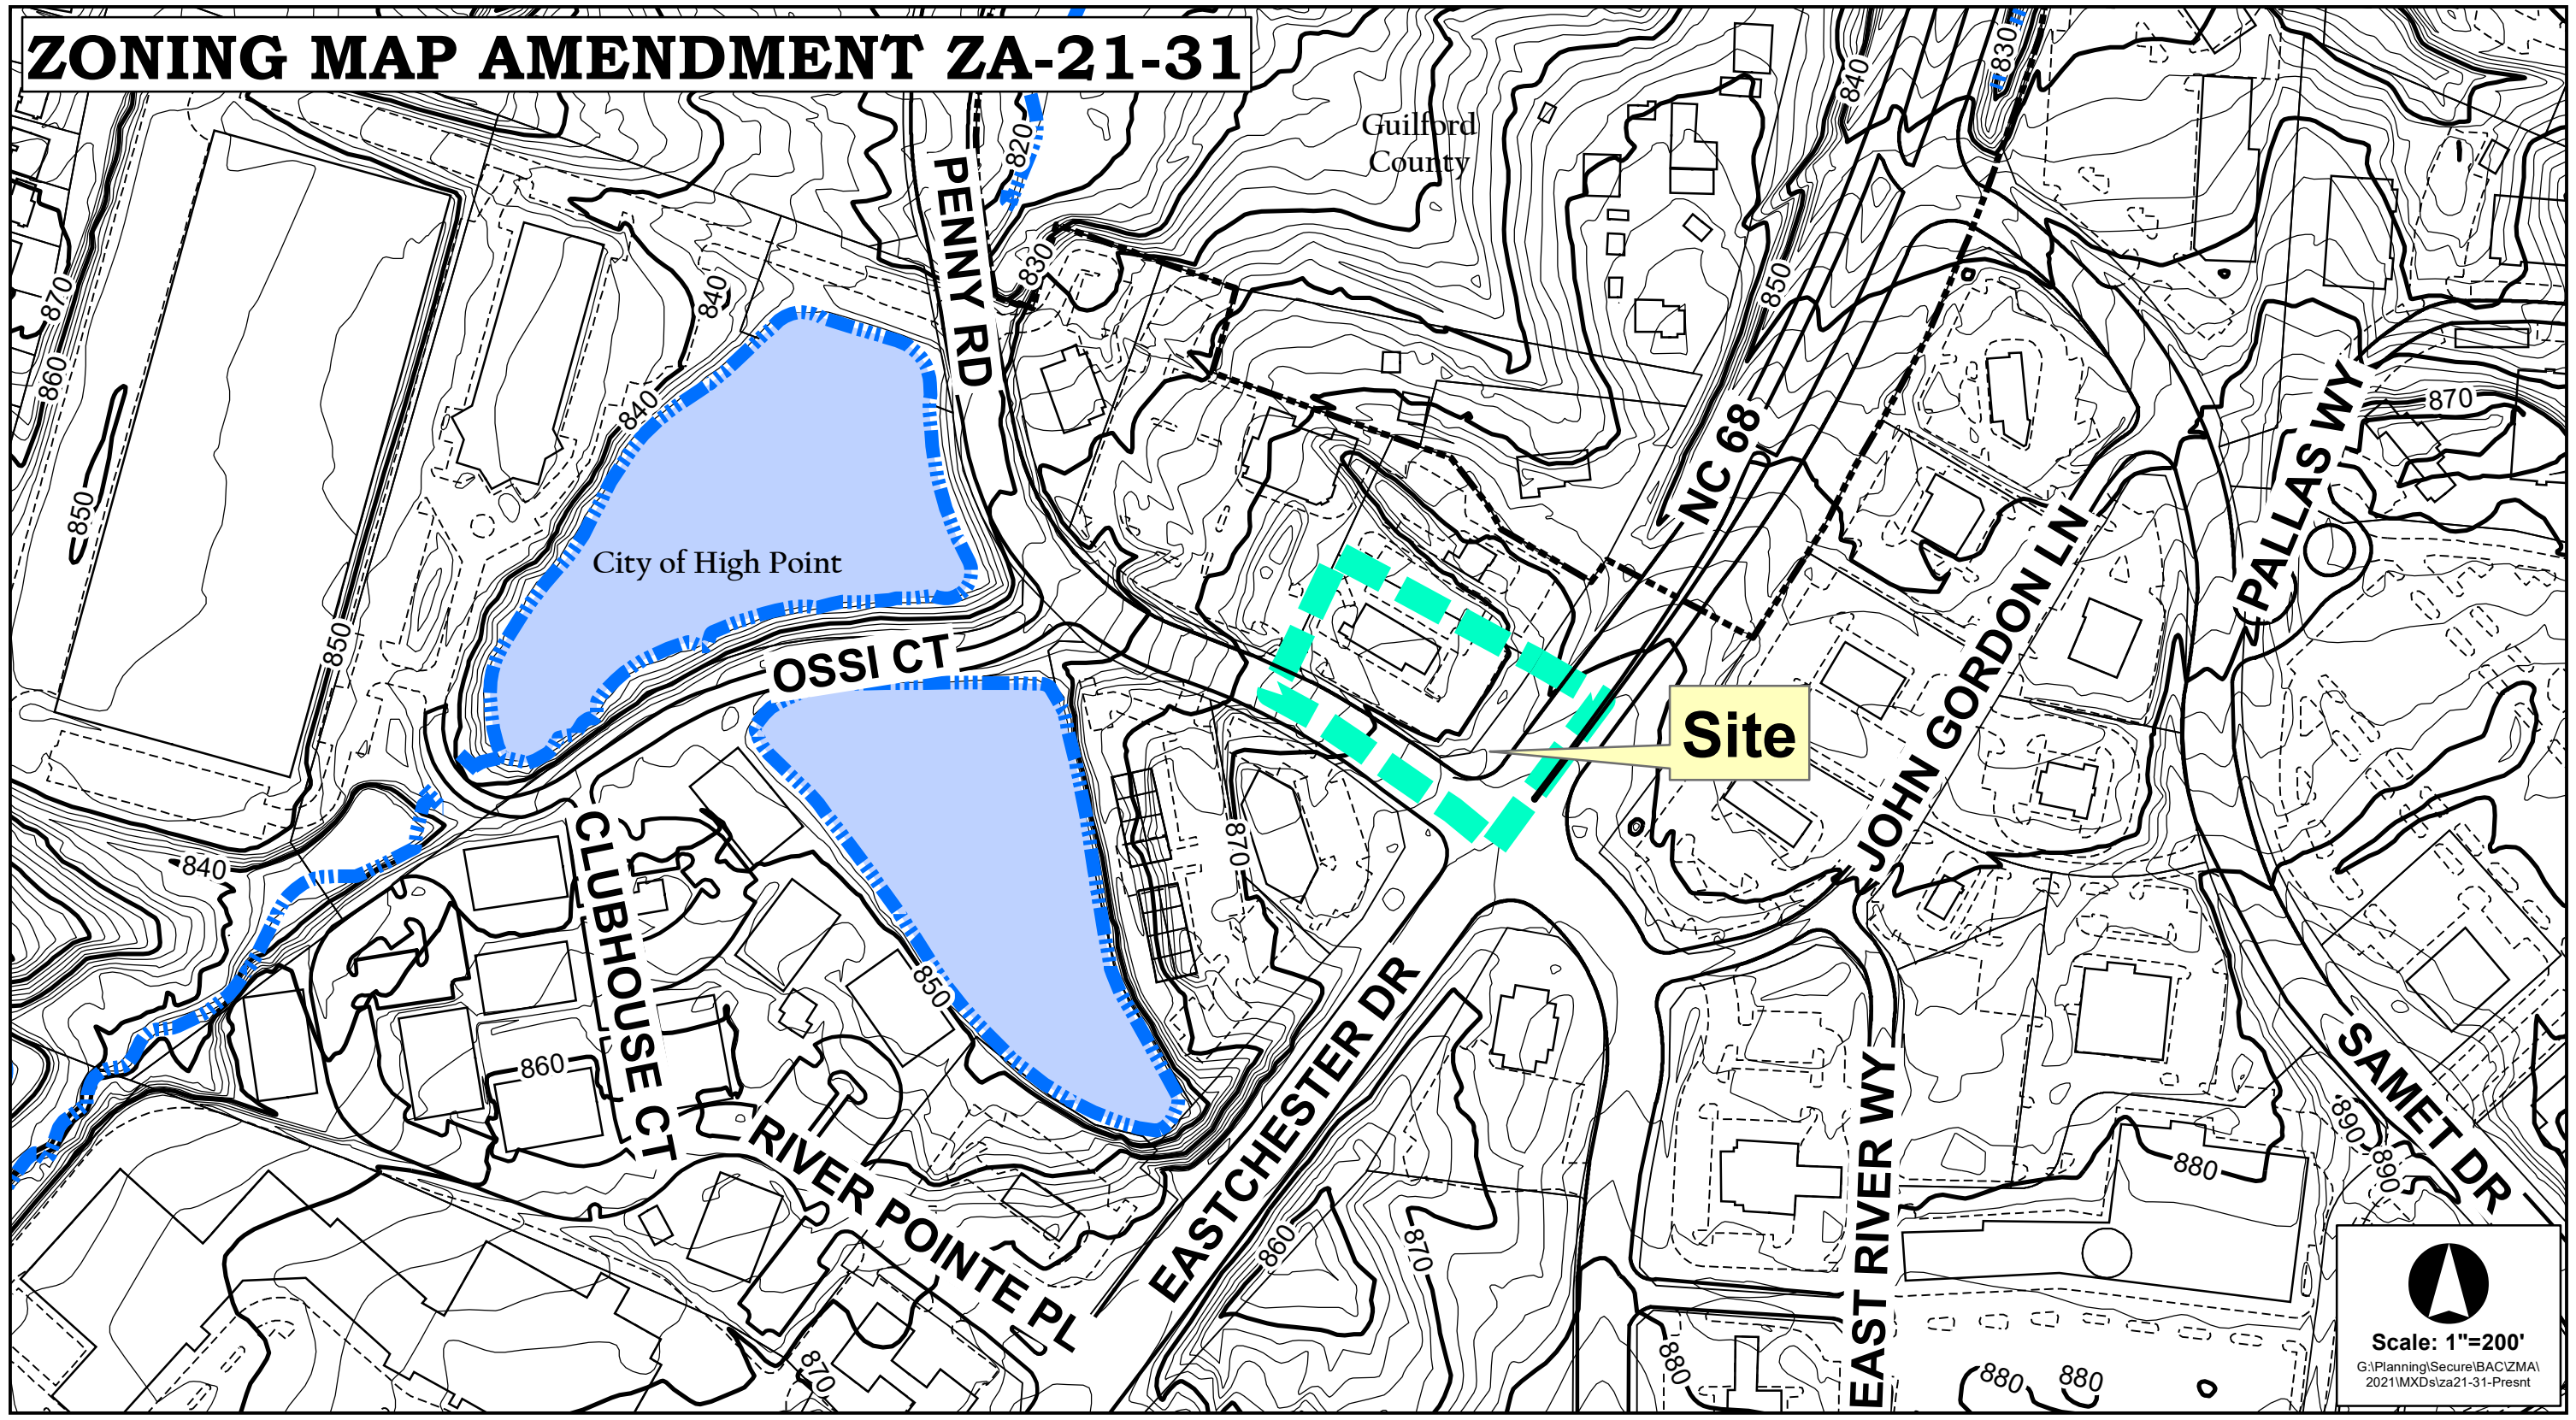 ZONING MAP AMENDMENT ZA-21-31
830
840
820
Guilford
County
PENNY RD
830
870
840
850
860
840
870
NC 68
PALLAS WY
850
City of High Point
JOHN GORDON LN
850
OSSI CT
Site
840
CLUBHOUSE CT
870
850
EASTCHESTER DR
860
SAMET DR
EAST RIVER WY
890
890
880
RIVER POINTE PL
860
870
880
870
880
880
Scale: 1"=200'
G:\Planning\Secure\BAC\ZMA\
2021\MXDs\za21-31-Presnt